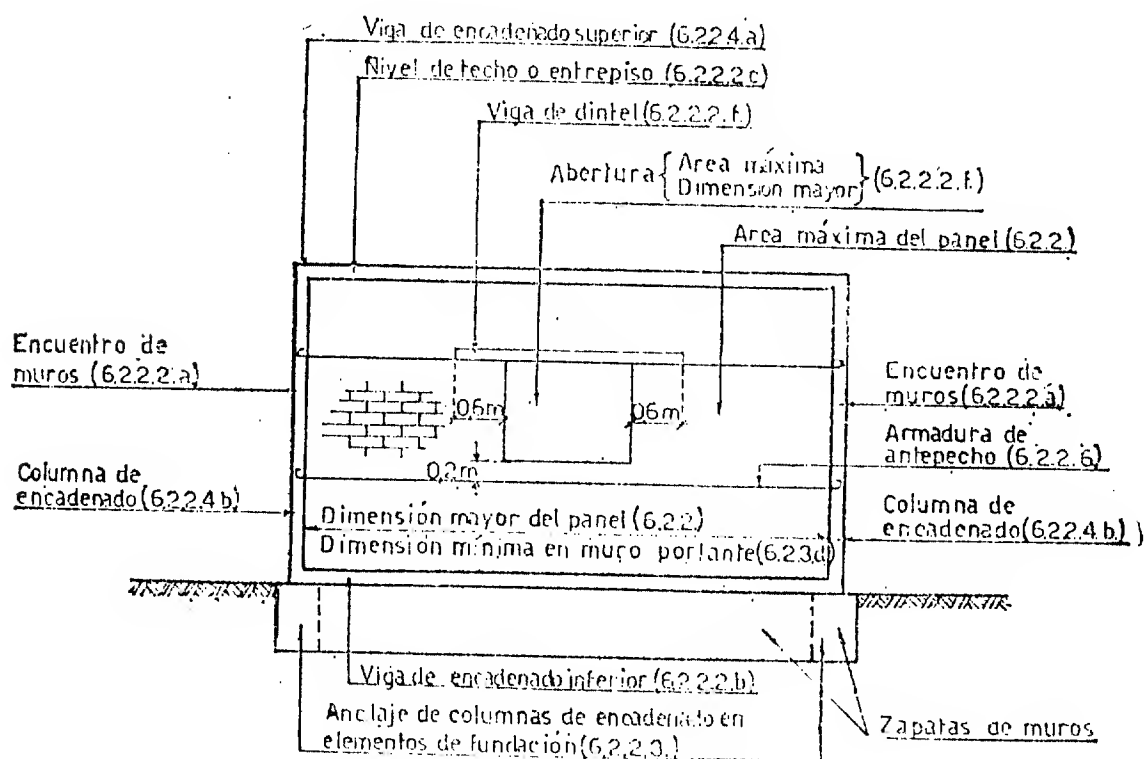 Viga de encadenado superior (6.2.2.4.a)
Nivel de techo o entrepiso (6.2.2.2.c)
Viga de dintel (6.2.2.2.f.)
Abertura { Area máxima
Dimension mayor } (6.2.2.2.f.)
Area máxima del panel (6.2.2.)
Encuentro de
muros (6.2.2.2.a)
Encuentro de
muros (6.2.2.2.a)
0.6m
0.6m
Armadura de
antepecho (6.2.2.6)
0.2m
Columna de
encadenado (6.2.2.4.b)
Dimensión mayor del panel (6.2.2.)
Dimensión mínima en muro portante (6.2.3.d)
Columna de
encadenado (6.2.2.4.b.)
Viga de encadenado inferior (6.2.2.2.b)
Anclaje de columnas de encadenado en
elementos de fundación (6.2.2.3.)
Zapatas de muros